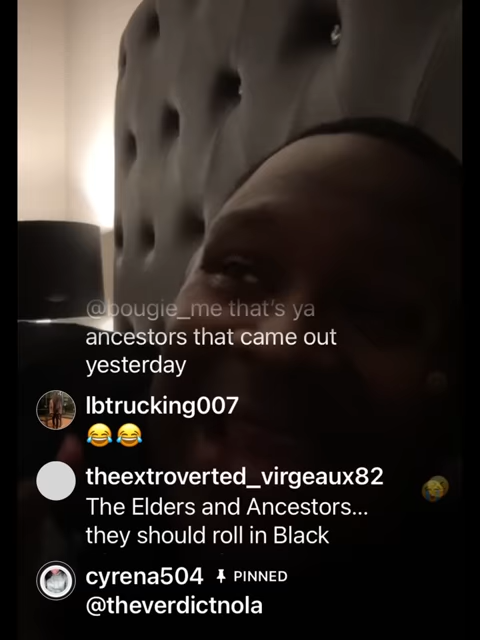 @bougie_me that's ya
ancestors that came out
yesterday
lbtrucking007
😂😂
theextroverted_virgeaux82
The Elders and Ancestors...
they should roll in Black
cyrena504 PINNED
@theverdictnola